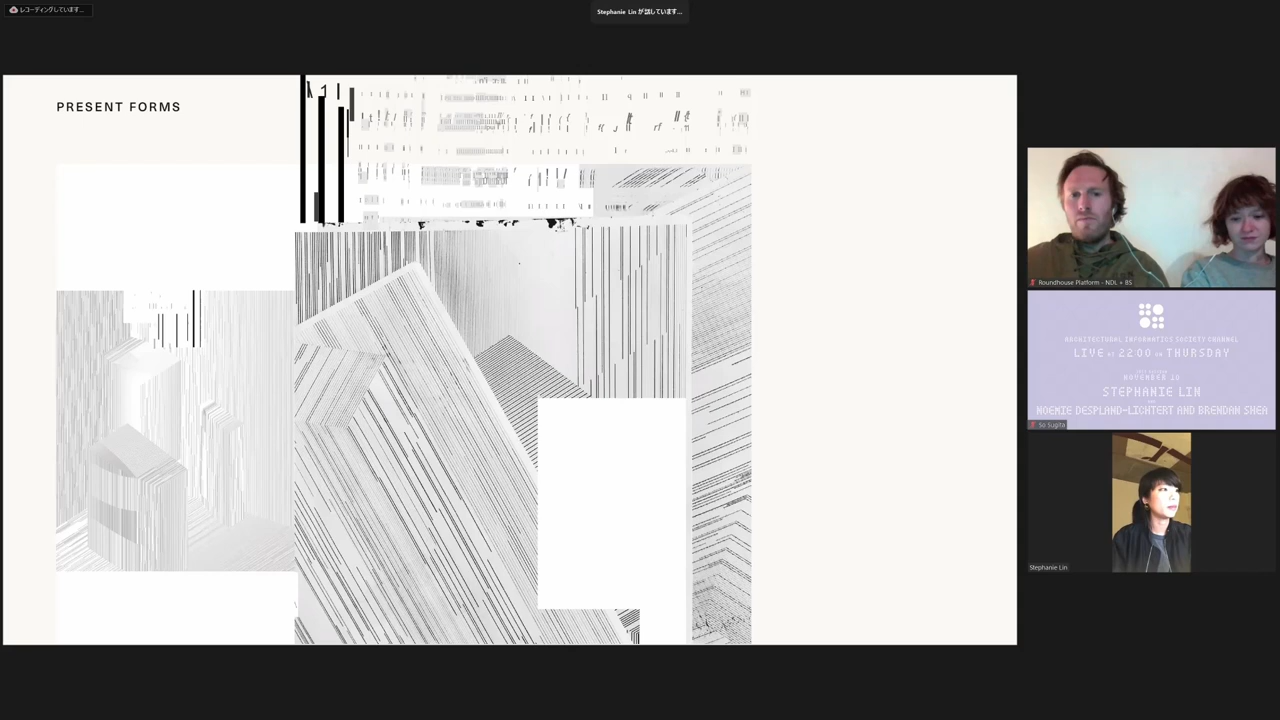 レコーディングしています...
Stephanie Lin が話しています...
PRESENT FORMS
Roundhouse Platform - NDL + BS
ARCHITECTURAL INFORMATICS SOCIETY CHANNEL
LIVE AT 22:00 ON THURSDAY
NOVEMBER 18
STEPHANIE LIN
AND
NOEMIE DESPLAND-LICHTERT AND BRENDAN SHEA
So Sugita
Stephanie Lin